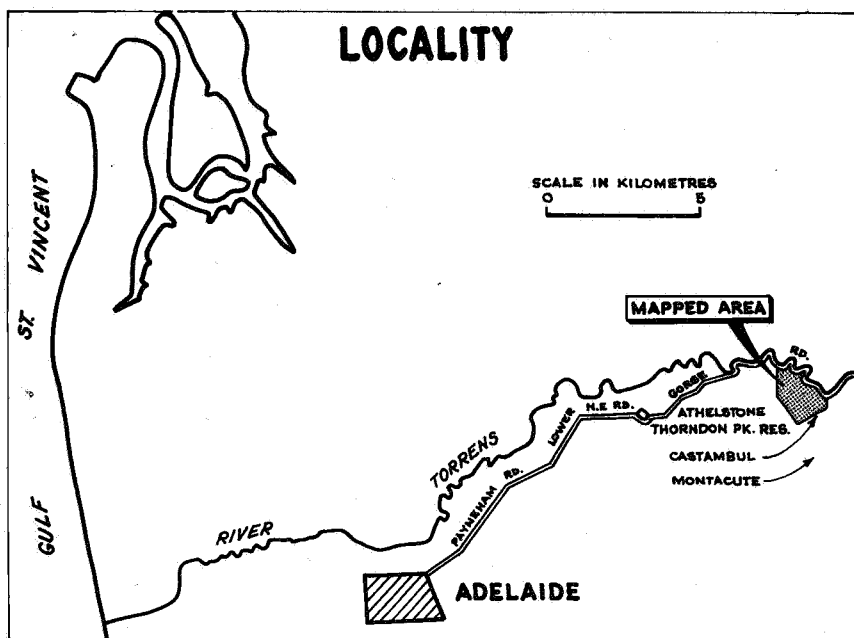 LOCALITY
SCALE IN KILOMETRES
0 5
MAPPED AREA
RD.
GORGE
ATHELSTONE
THORNDON PK. RES.
CASTAMBUL
MONTACUTE
LOWER N.E RD.
PAYNEHAM RD.
RIVER TORRENS
ADELAIDE
GULF ST. VINCENT